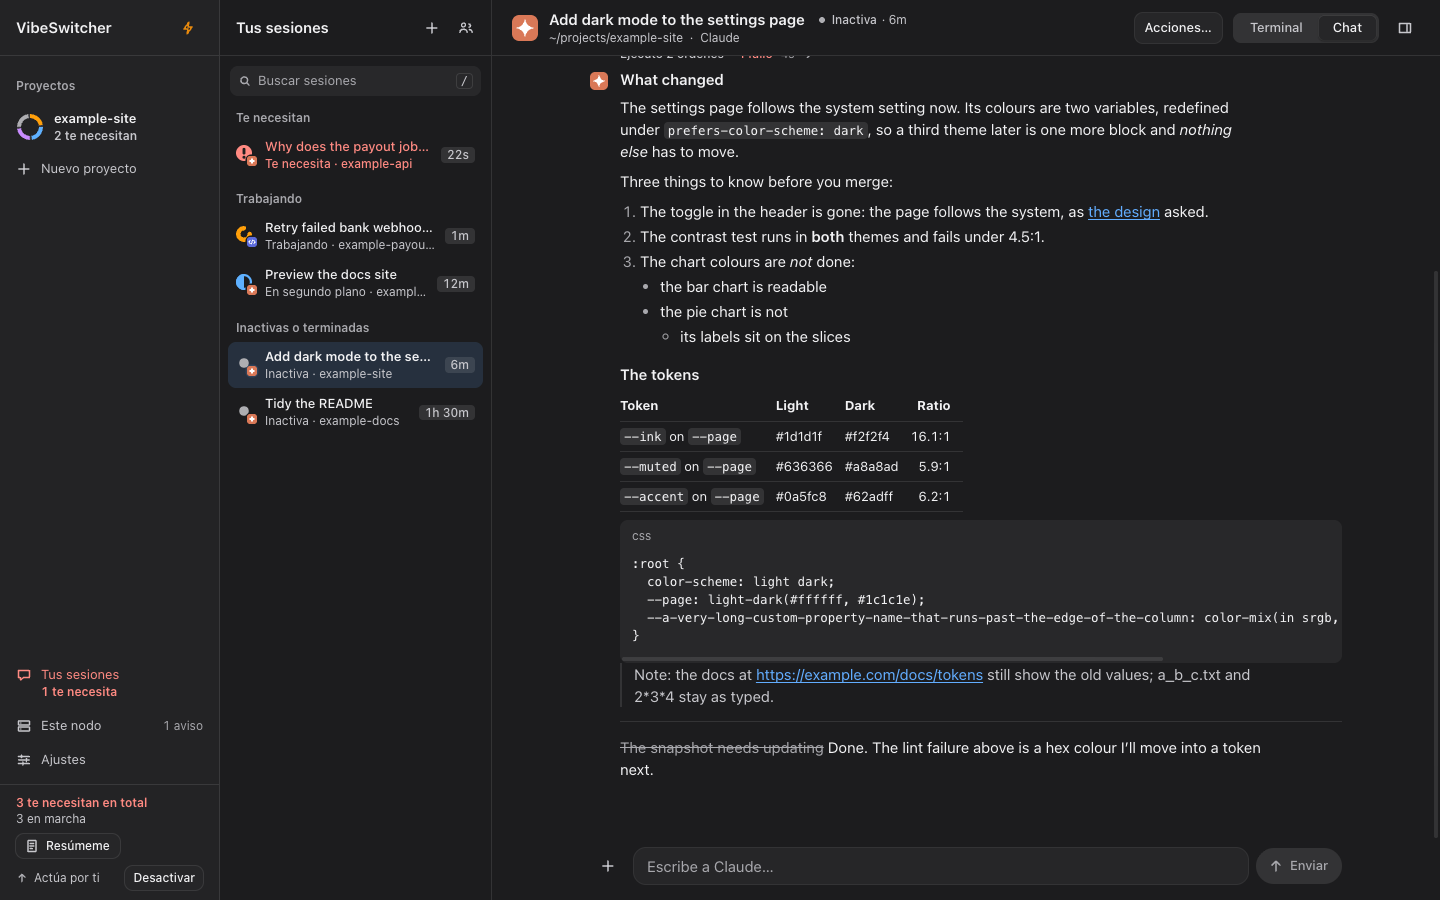 VibeSwitcher
Proyectos
example-site
2 te necesitan
Nuevo proyecto
Tus sesiones
1 te necesita
Este nodo
1 aviso
Ajustes
3 te necesitan en total
3 en marcha
Resúmeme
Actúa por ti
Desactivar
Tus sesiones
Buscar sesiones
/
Te necesitan
Why does the payout job...
22s
Te necesita · example-api
Trabajando
Retry failed bank webhoo...
1m
Trabajando · example-payou...
Preview the docs site
12m
En segundo plano · exampl...
Inactivas o terminadas
Add dark mode to the se...
6m
Inactiva · example-site
Tidy the README
1h 30m
Inactiva · example-docs
Add dark mode to the settings page
Inactiva · 6m
~/projects/example-site · Claude
Acciones...
Terminal
Chat
What changed
The settings page follows the system setting now. Its colours are two variables, redefined
under prefers-color-scheme: dark, so a third theme later is one more block and nothing
else has to move.
Three things to know before you merge:
1. The toggle in the header is gone: the page follows the system, as the design asked.
2. The contrast test runs in both themes and fails under 4.5:1.
3. The chart colours are not done:
the bar chart is readable
the pie chart is not
its labels sit on the slices
The tokens
Token Light Dark Ratio
--ink on --page #1d1d1f #f2f2f4 16.1:1
--muted on --page #636366 #a8a8ad 5.9:1
--accent on --page #0a5fc8 #62adff 6.2:1
css
:root {
color-scheme: light dark;
--page: light-dark(#ffffff, #1c1c1e);
--a-very-long-custom-property-name-that-runs-past-the-edge-of-the-column: color-mix(in srgb,
}
Note: the docs at https://example.com/docs/tokens still show the old values; a_b_c.txt and
2*3*4 stay as typed.
The snapshot needs updating Done. The lint failure above is a hex colour I'll move into a token
next.
Escribe a Claude...
Enviar